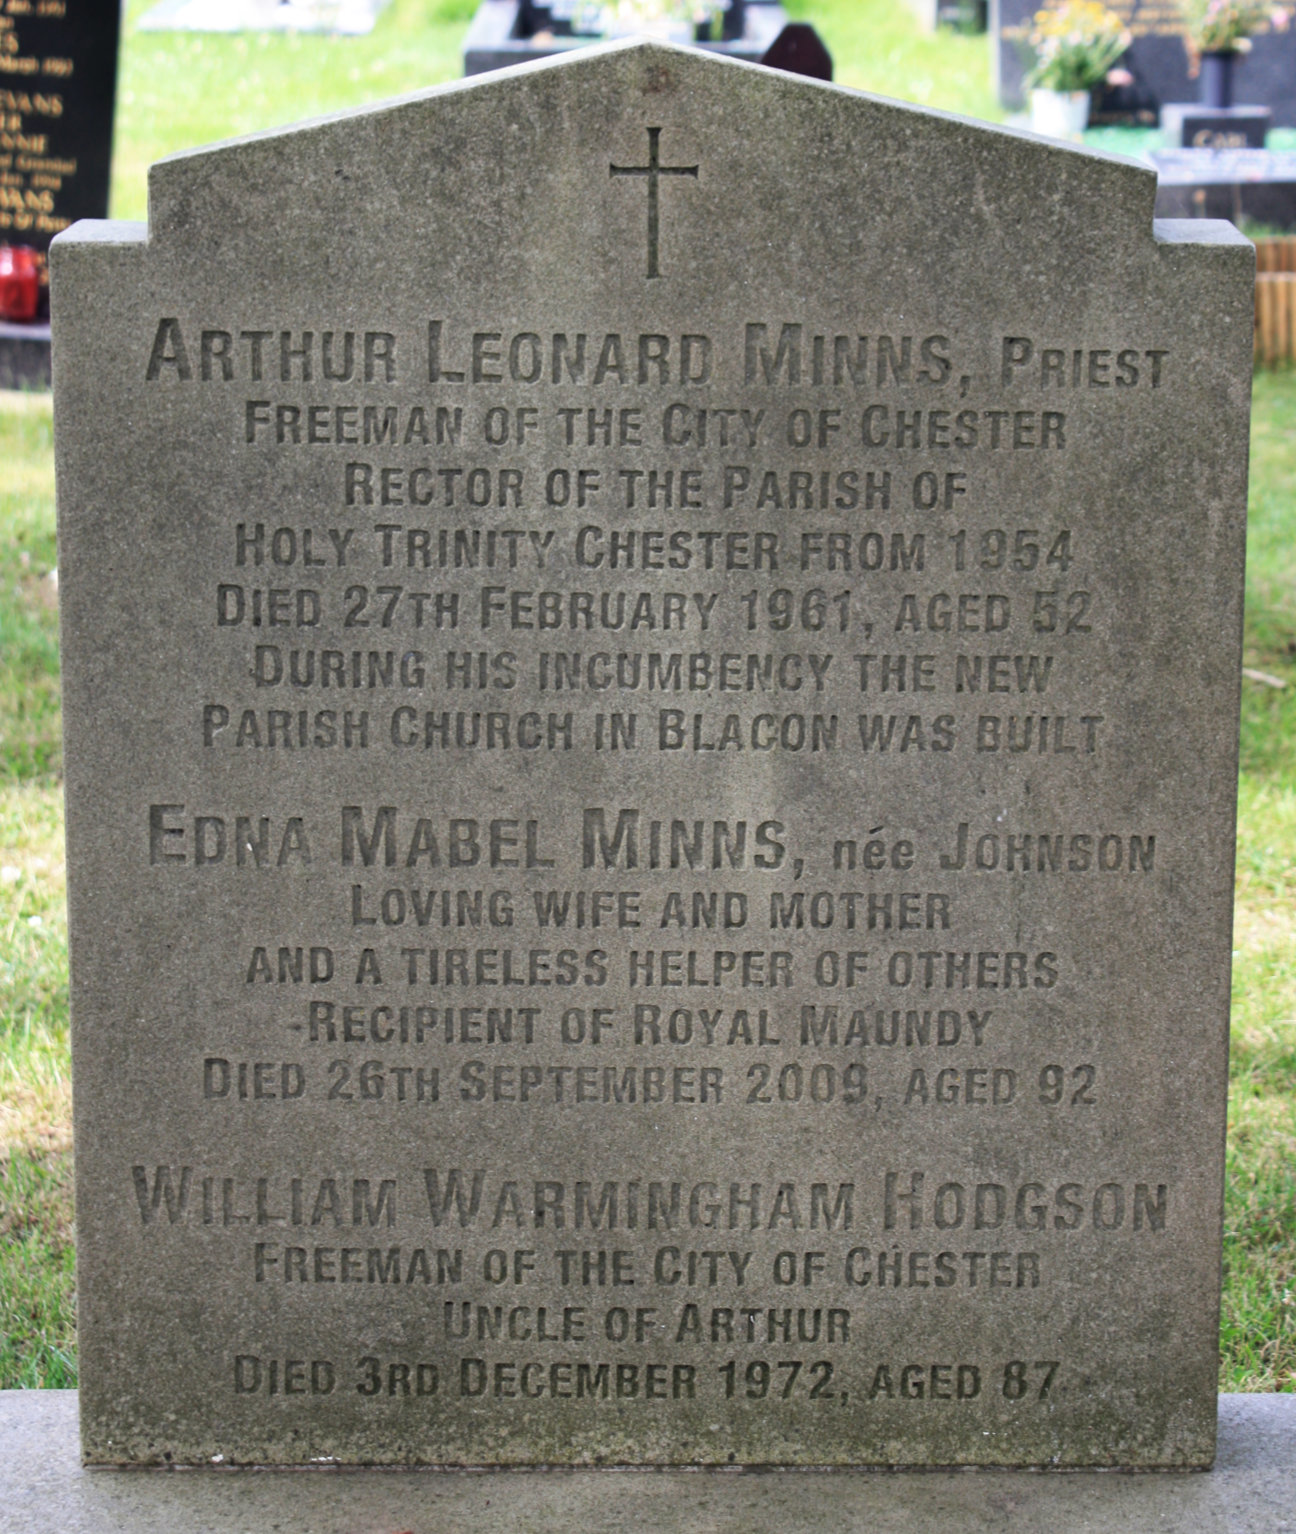 ARTHUR LEONARD MINNS, PRIEST
FREEMAN OF THE CITY OF CHESTER
RECTOR OF THE PARISH OF
HOLY TRINITY CHESTER FROM 1954
DIED 27TH FEBRUARY 1961, AGED 52
DURING HIS INCUMBENCY THE NEW
PARISH CHURCH IN BLACON WAS BUILT
EDNA MABEL MINNS, née JOHNSON
LOVING WIFE AND MOTHER
AND A TIRELESS HELPER OF OTHERS
RECIPIENT OF ROYAL MAUNDY
DIED 26TH SEPTEMBER 2009, AGED 92
WILLIAM WARMINGHAM HODGSON
FREEMAN OF THE CITY OF CHESTER
UNCLE OF ARTHUR
DIED 3RD DECEMBER 1972, AGED 87
EVANS